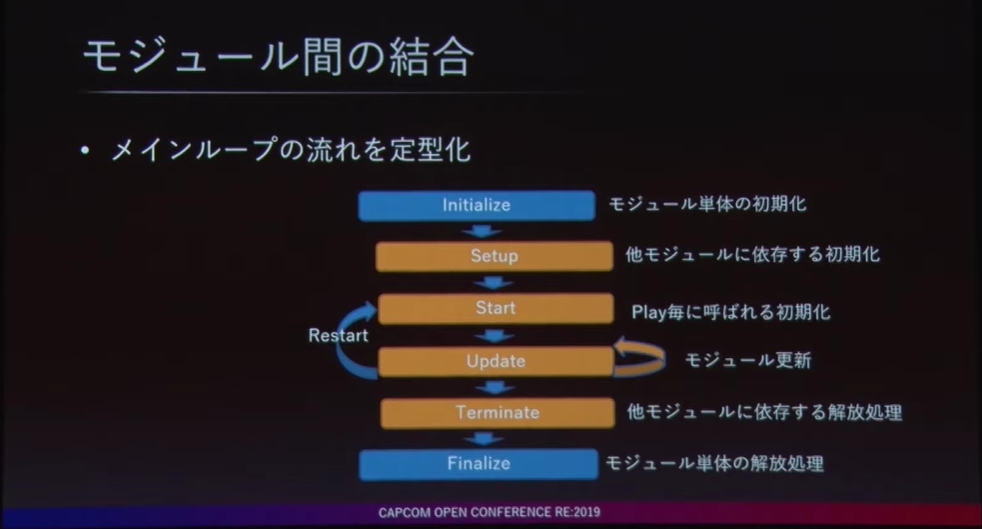 モジュール間の結合
• メインループの流れを定型化
Initialize モジュール単体の初期化
Setup 他モジュールに依存する初期化
Start Play毎に呼ばれる初期化
Restart
Update モジュール更新
Terminate 他モジュールに依存する解放処理
Finalize モジュール単体の解放処理
CAPCOM OPEN CONFERENCE RE:2019